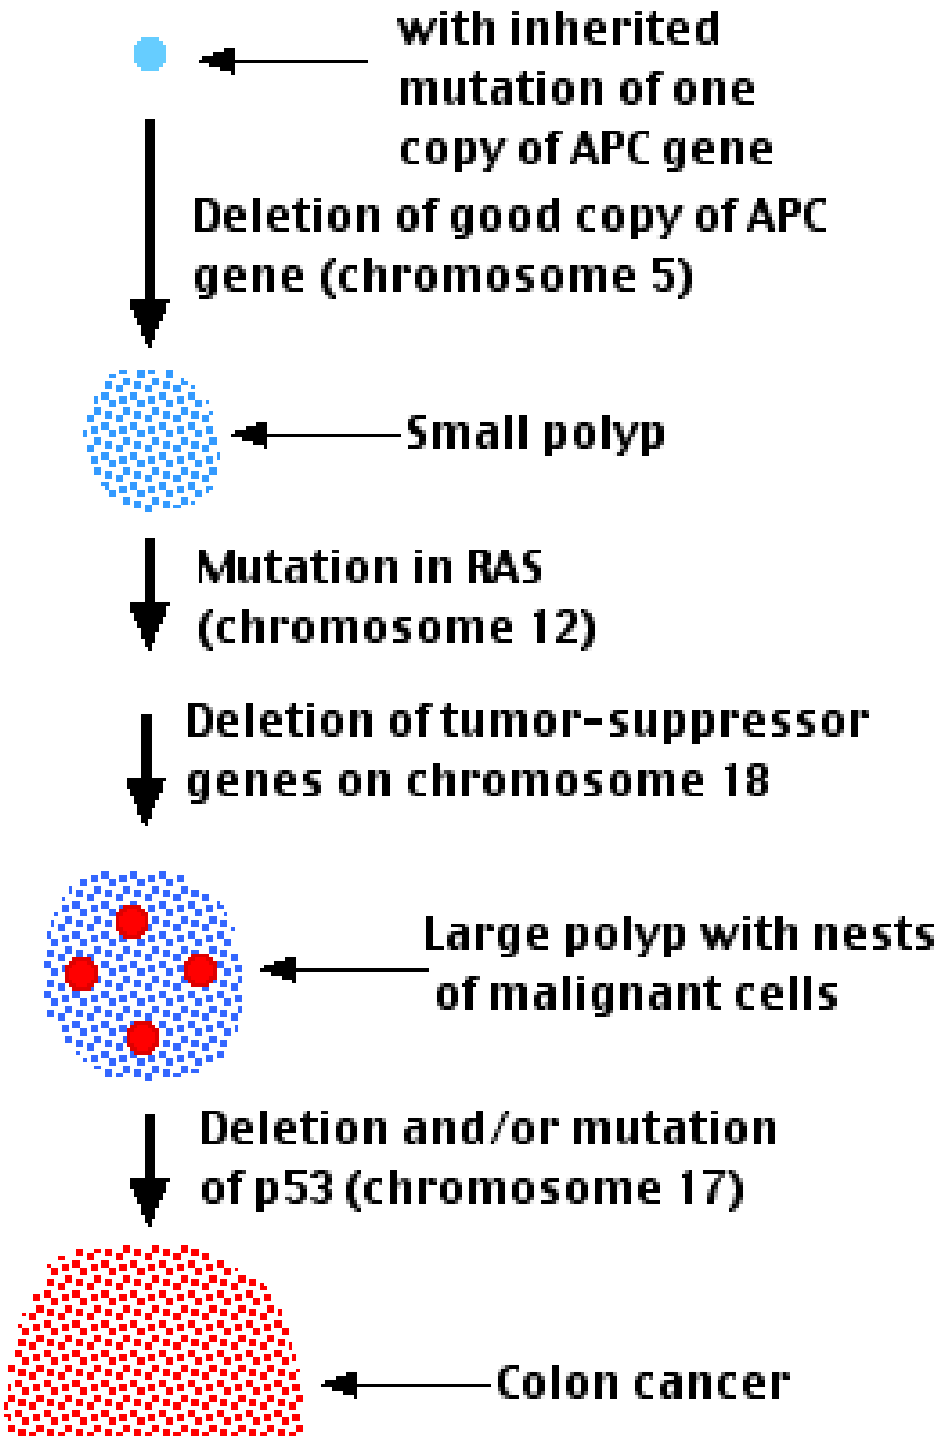 with inherited
mutation of one
copy of APC gene
Deletion of good copy of APC
gene (chromosome 5)
Small polyp
Mutation in RAS
(chromosome 12)
Deletion of tumor-suppressor
genes on chromosome 18
Large polyp with nests
of malignant cells
Deletion and/or mutation
of p53 (chromosome 17)
Colon cancer